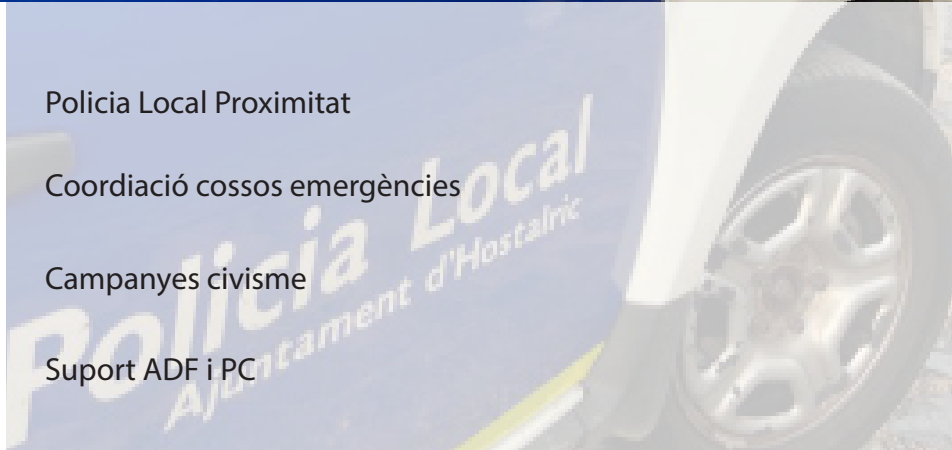 Policia Local Proximitat
Coordiació cossos emergències
Campanyes civisme
Suport ADF i PC
Policia Local
Ajuntament d'Hostalric